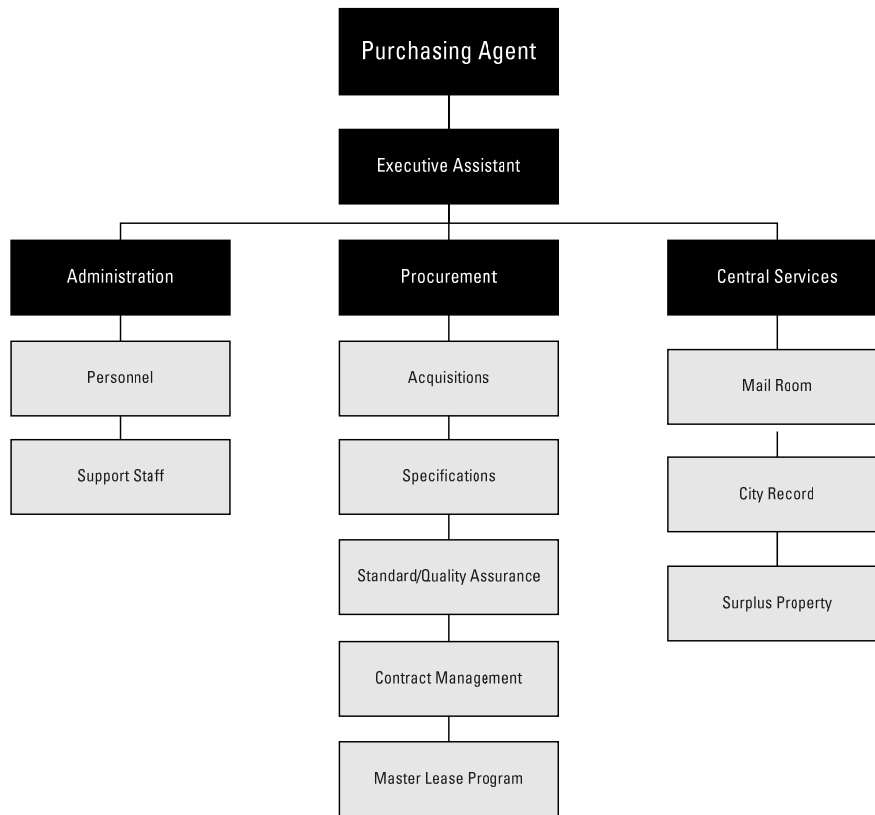 Purchasing Agent
Executive Assistant
Administration
Procurement
Central Services
Personnel
Acquisitions
Mail Room
Support Staff
Specifications
City Record
Standard/Quality Assurance
Surplus Property
Contract Management
Master Lease Program